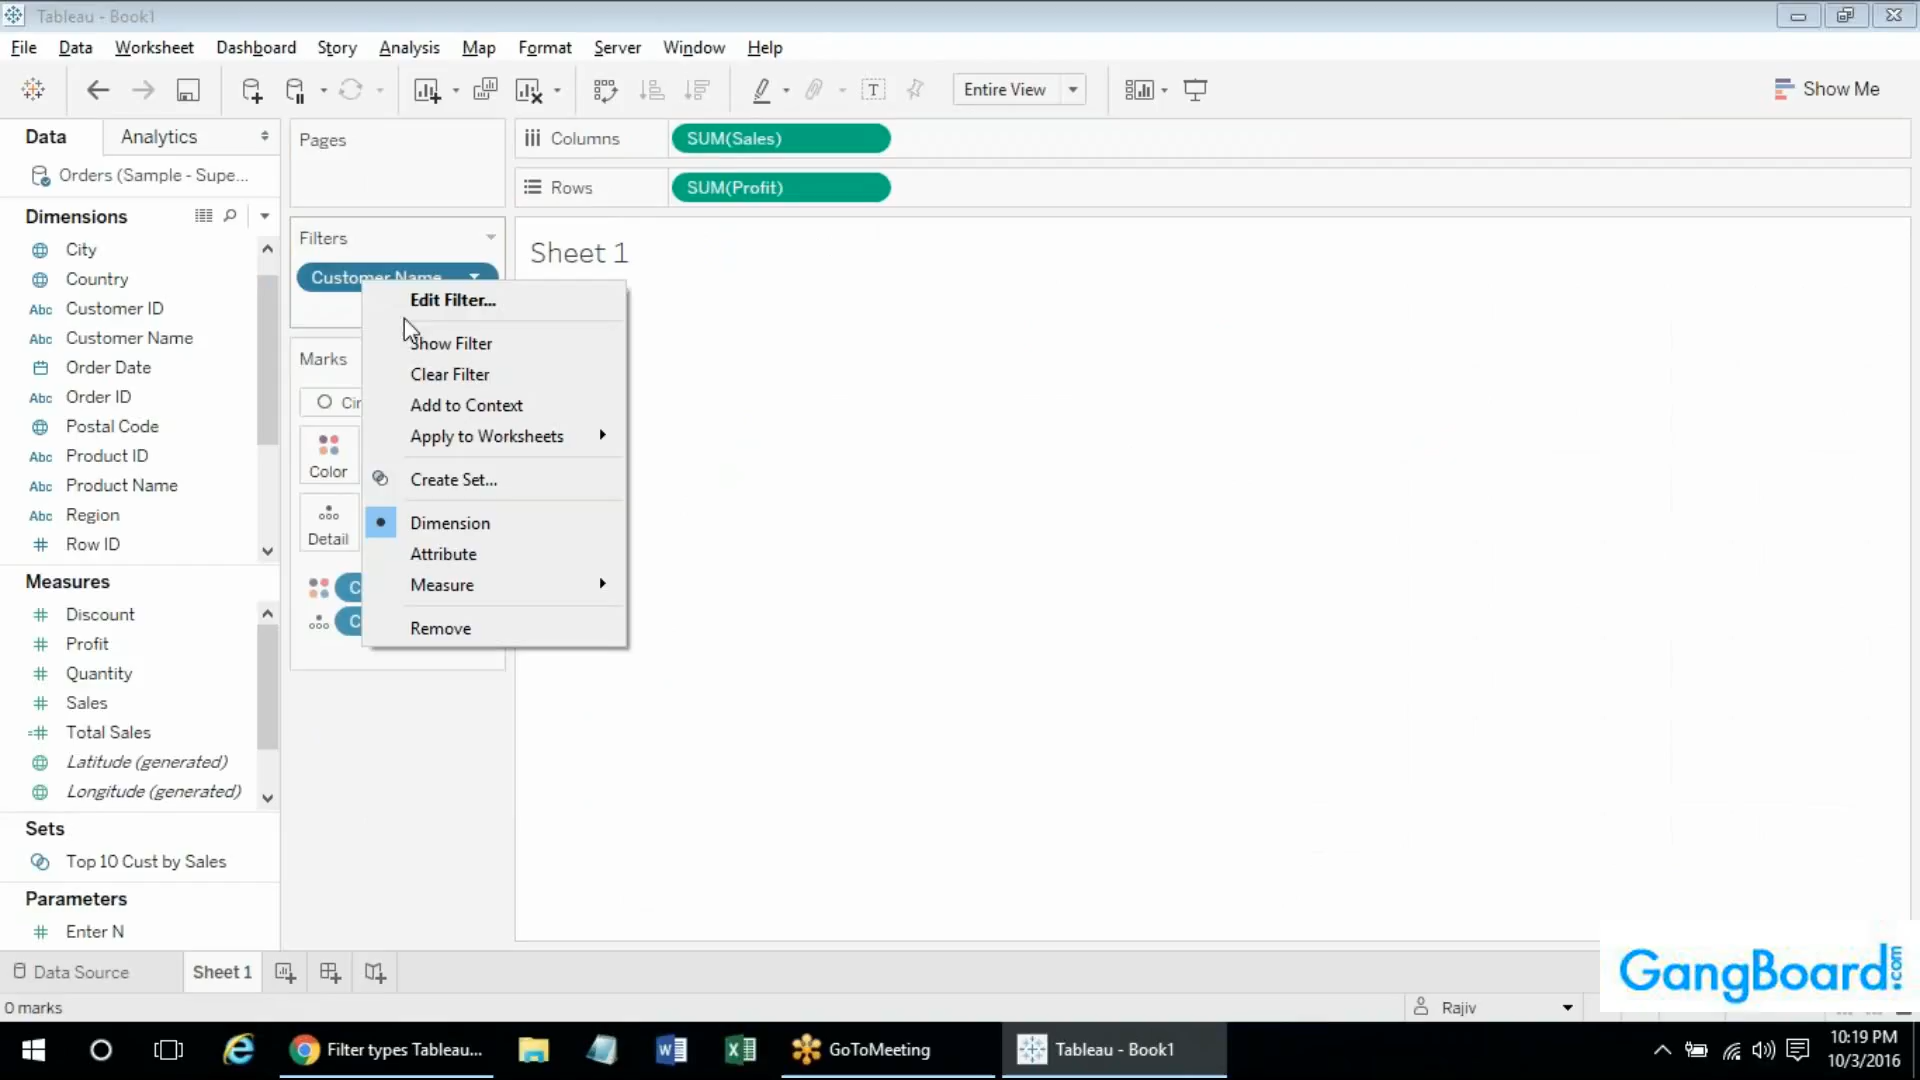 Tableau - Book1
File Data Worksheet Dashboard Story Analysis Map Format Server Window Help
Entire View
Show Me
Data Analytics
Pages
Columns SUM(Sales)
Orders (Sample - Supe...
Rows SUM(Profit)
Dimensions
Filters
Sheet 1
City
Customer Name
Country
Edit Filter...
Customer ID
Abc
Customer Name
Abc
Show Filter
Marks
Order Date
Clear Filter
Order ID
Abc
Add to Context
Postal Code
Apply to Worksheets
Product ID
Abc
Color
Create Set...
Product Name
Abc
Region
Abc
Dimension
Detail
Row ID
Attribute
Measures
Measure
Discount
Remove
Profit
Quantity
Sales
Total Sales
Latitude (generated)
Longitude (generated)
Sets
Top 10 Cust by Sales
Parameters
Enter N
Data Source Sheet 1
GangBoard.com
0 marks
Rajiv
Filter types Tableau...
GoToMeeting
Tableau - Book1
10:19 PM
10/3/2016